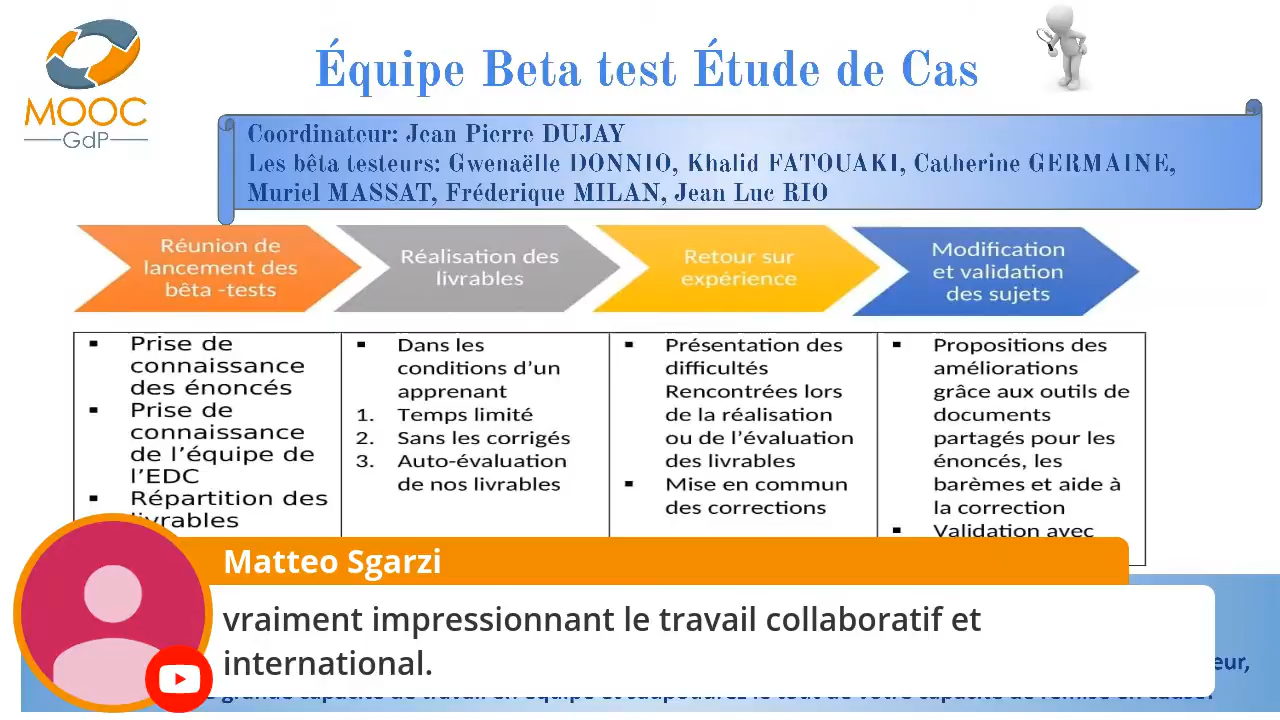 Équipe Beta test Étude de Cas
MOOC
GdP
Coordinateur: Jean Pierre DUJAY
Les bêta testeurs: Gwenaëlle DONNIO, Khalid FATOUAKI, Catherine GERMAINE,
Muriel MASSAT, Fréderique MILAN, Jean Luc RIO
Réunion de
lancement des
bêta -tests
Réalisation des
livrables
Retour sur
expérience
Modification
et validation
des sujets
▪ Prise de
connaissance
des énoncés
▪ Prise de
connaissance
de l’équipe de
l’EDC
▪ Répartition des
livrables
▪ Dans les
conditions d’un
apprenant
1. Temps limité
2. Sans les corrigés
3. Auto-évaluation
de nos livrables
▪ Présentation des
difficultés
Rencontrées lors
de la réalisation
ou de l’évaluation
des livrables
▪ Mise en commun
des corrections
▪ Propositions des
améliorations
grâce aux outils de
documents
partagés pour les
énoncés, les
barèmes et aide à
la correction
▪ Validation avec
Matteo Sgarzi
vraiment impressionnant le travail collaboratif et
international.
eur,